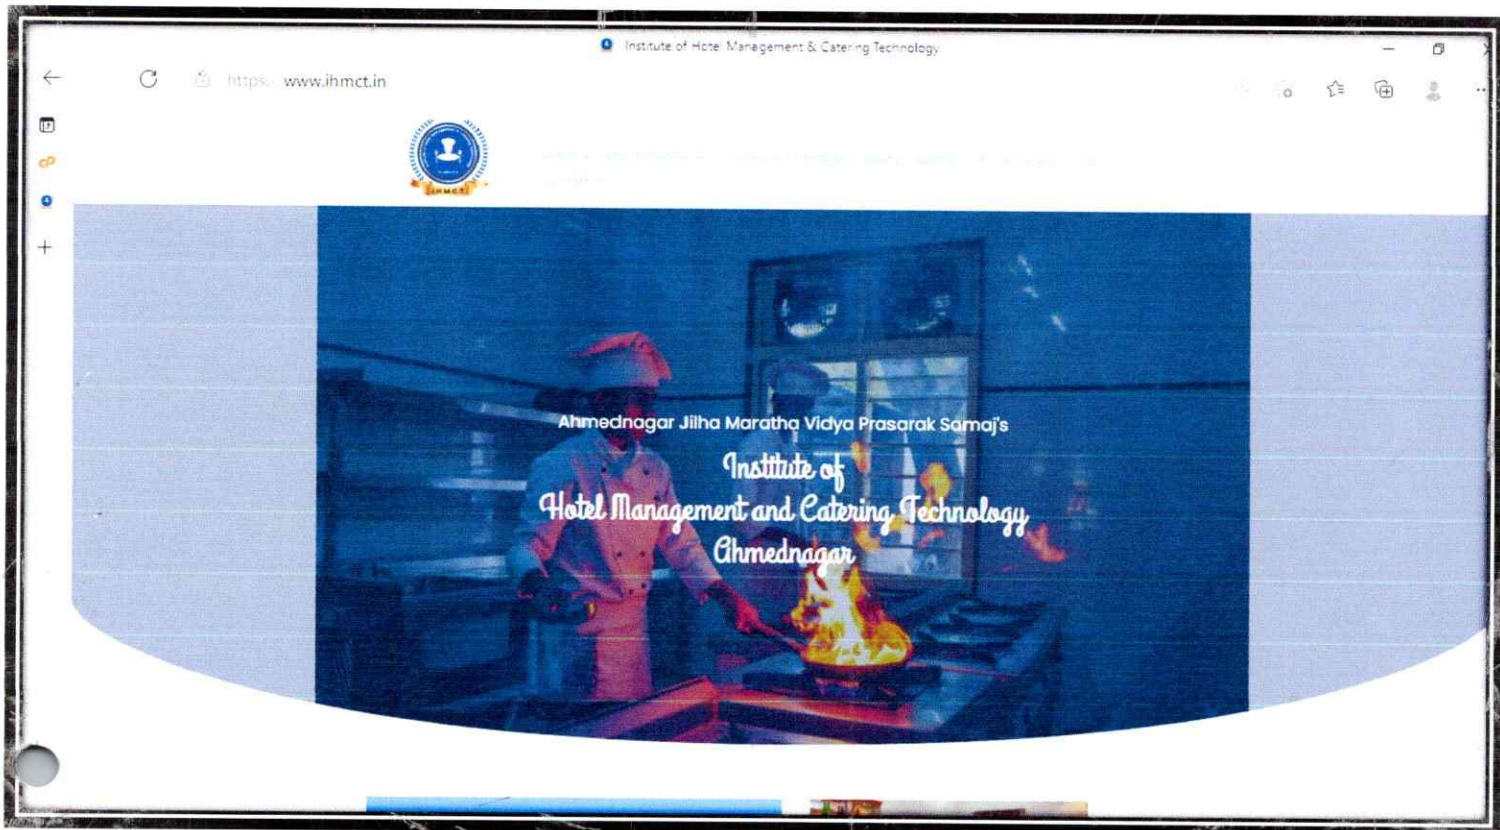 Institute of Hotel Management & Catering Technology
https: www.ihmct.in
I.H.M.C.T.
Ahmednagar Jilha Maratha Vidya Prasarak Samaj's
Institute of
Hotel Management and Catering Technology
Ahmednagar